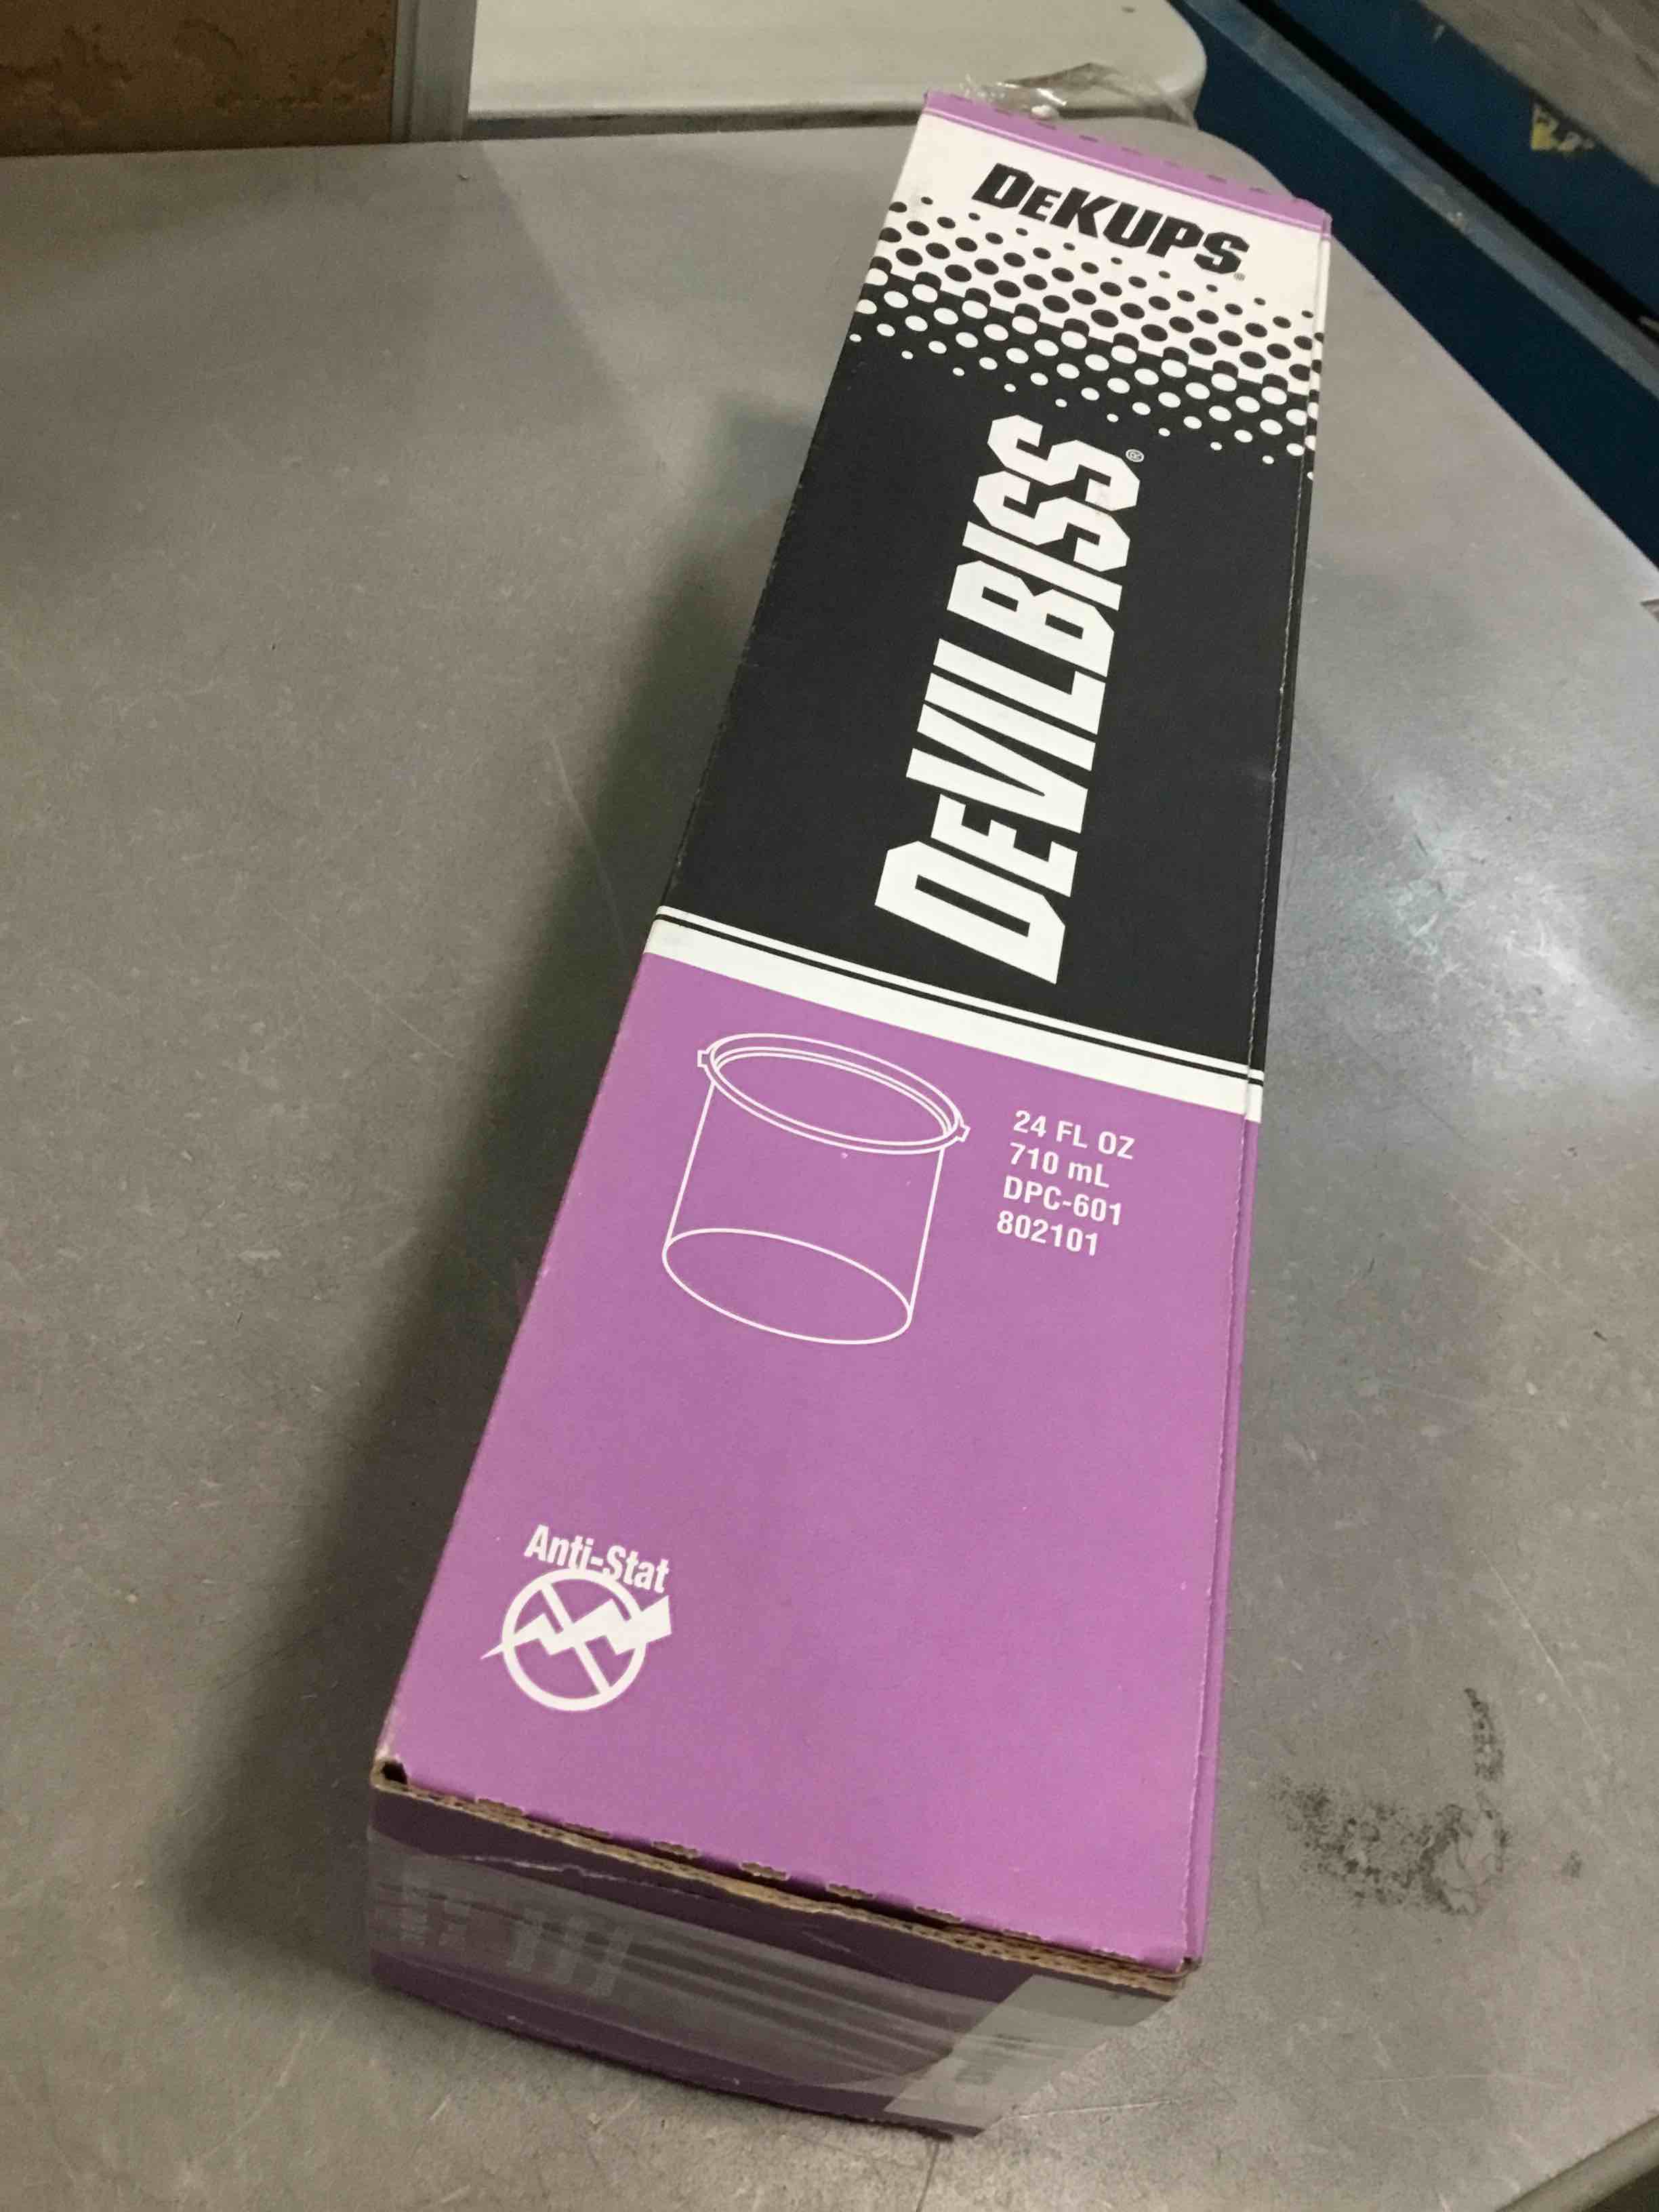 DEKUPS®
DEVILBISS®
24 FL OZ
710 mL
DPC-601
802101
Anti-Stat